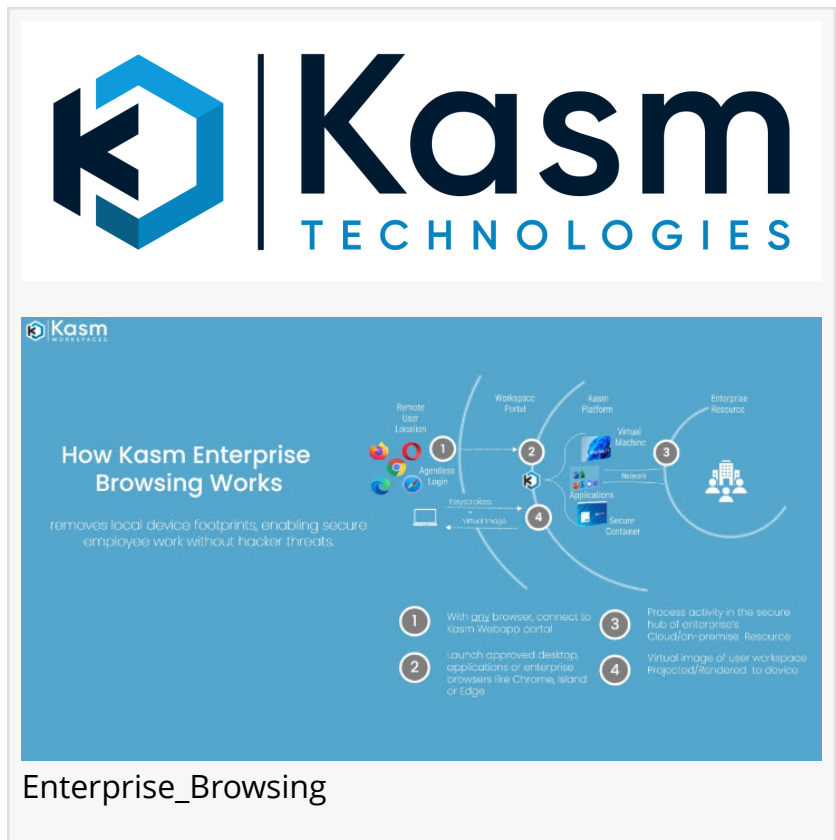 Kasm
TECHNOLOGIES
Kasm
WORKSPACES
How Kasm Enterprise
Browsing Works
removes local device footprints, enabling secure
employee work without hacker threats.
Remote
User
Location
1
Agentless
Login
Workspace
Portal
2
Kasm
Platform
Virtual
Machine
Network
Applications
Secure
Container
Enterprise
Resource
3
Keystrokes
+
Virtual Image
4
1
With any browser, connect to
Kasm Webapp portal
2
Launch approved desktop,
applications or enterprise
browsers like Chrome, Island
or Edge
3
Process activity in the secure
hub of enterprise's
Cloud/on-premise Resource
4
Virtual image of user workspace
Projected/Rendered to device
Enterprise_Browsing